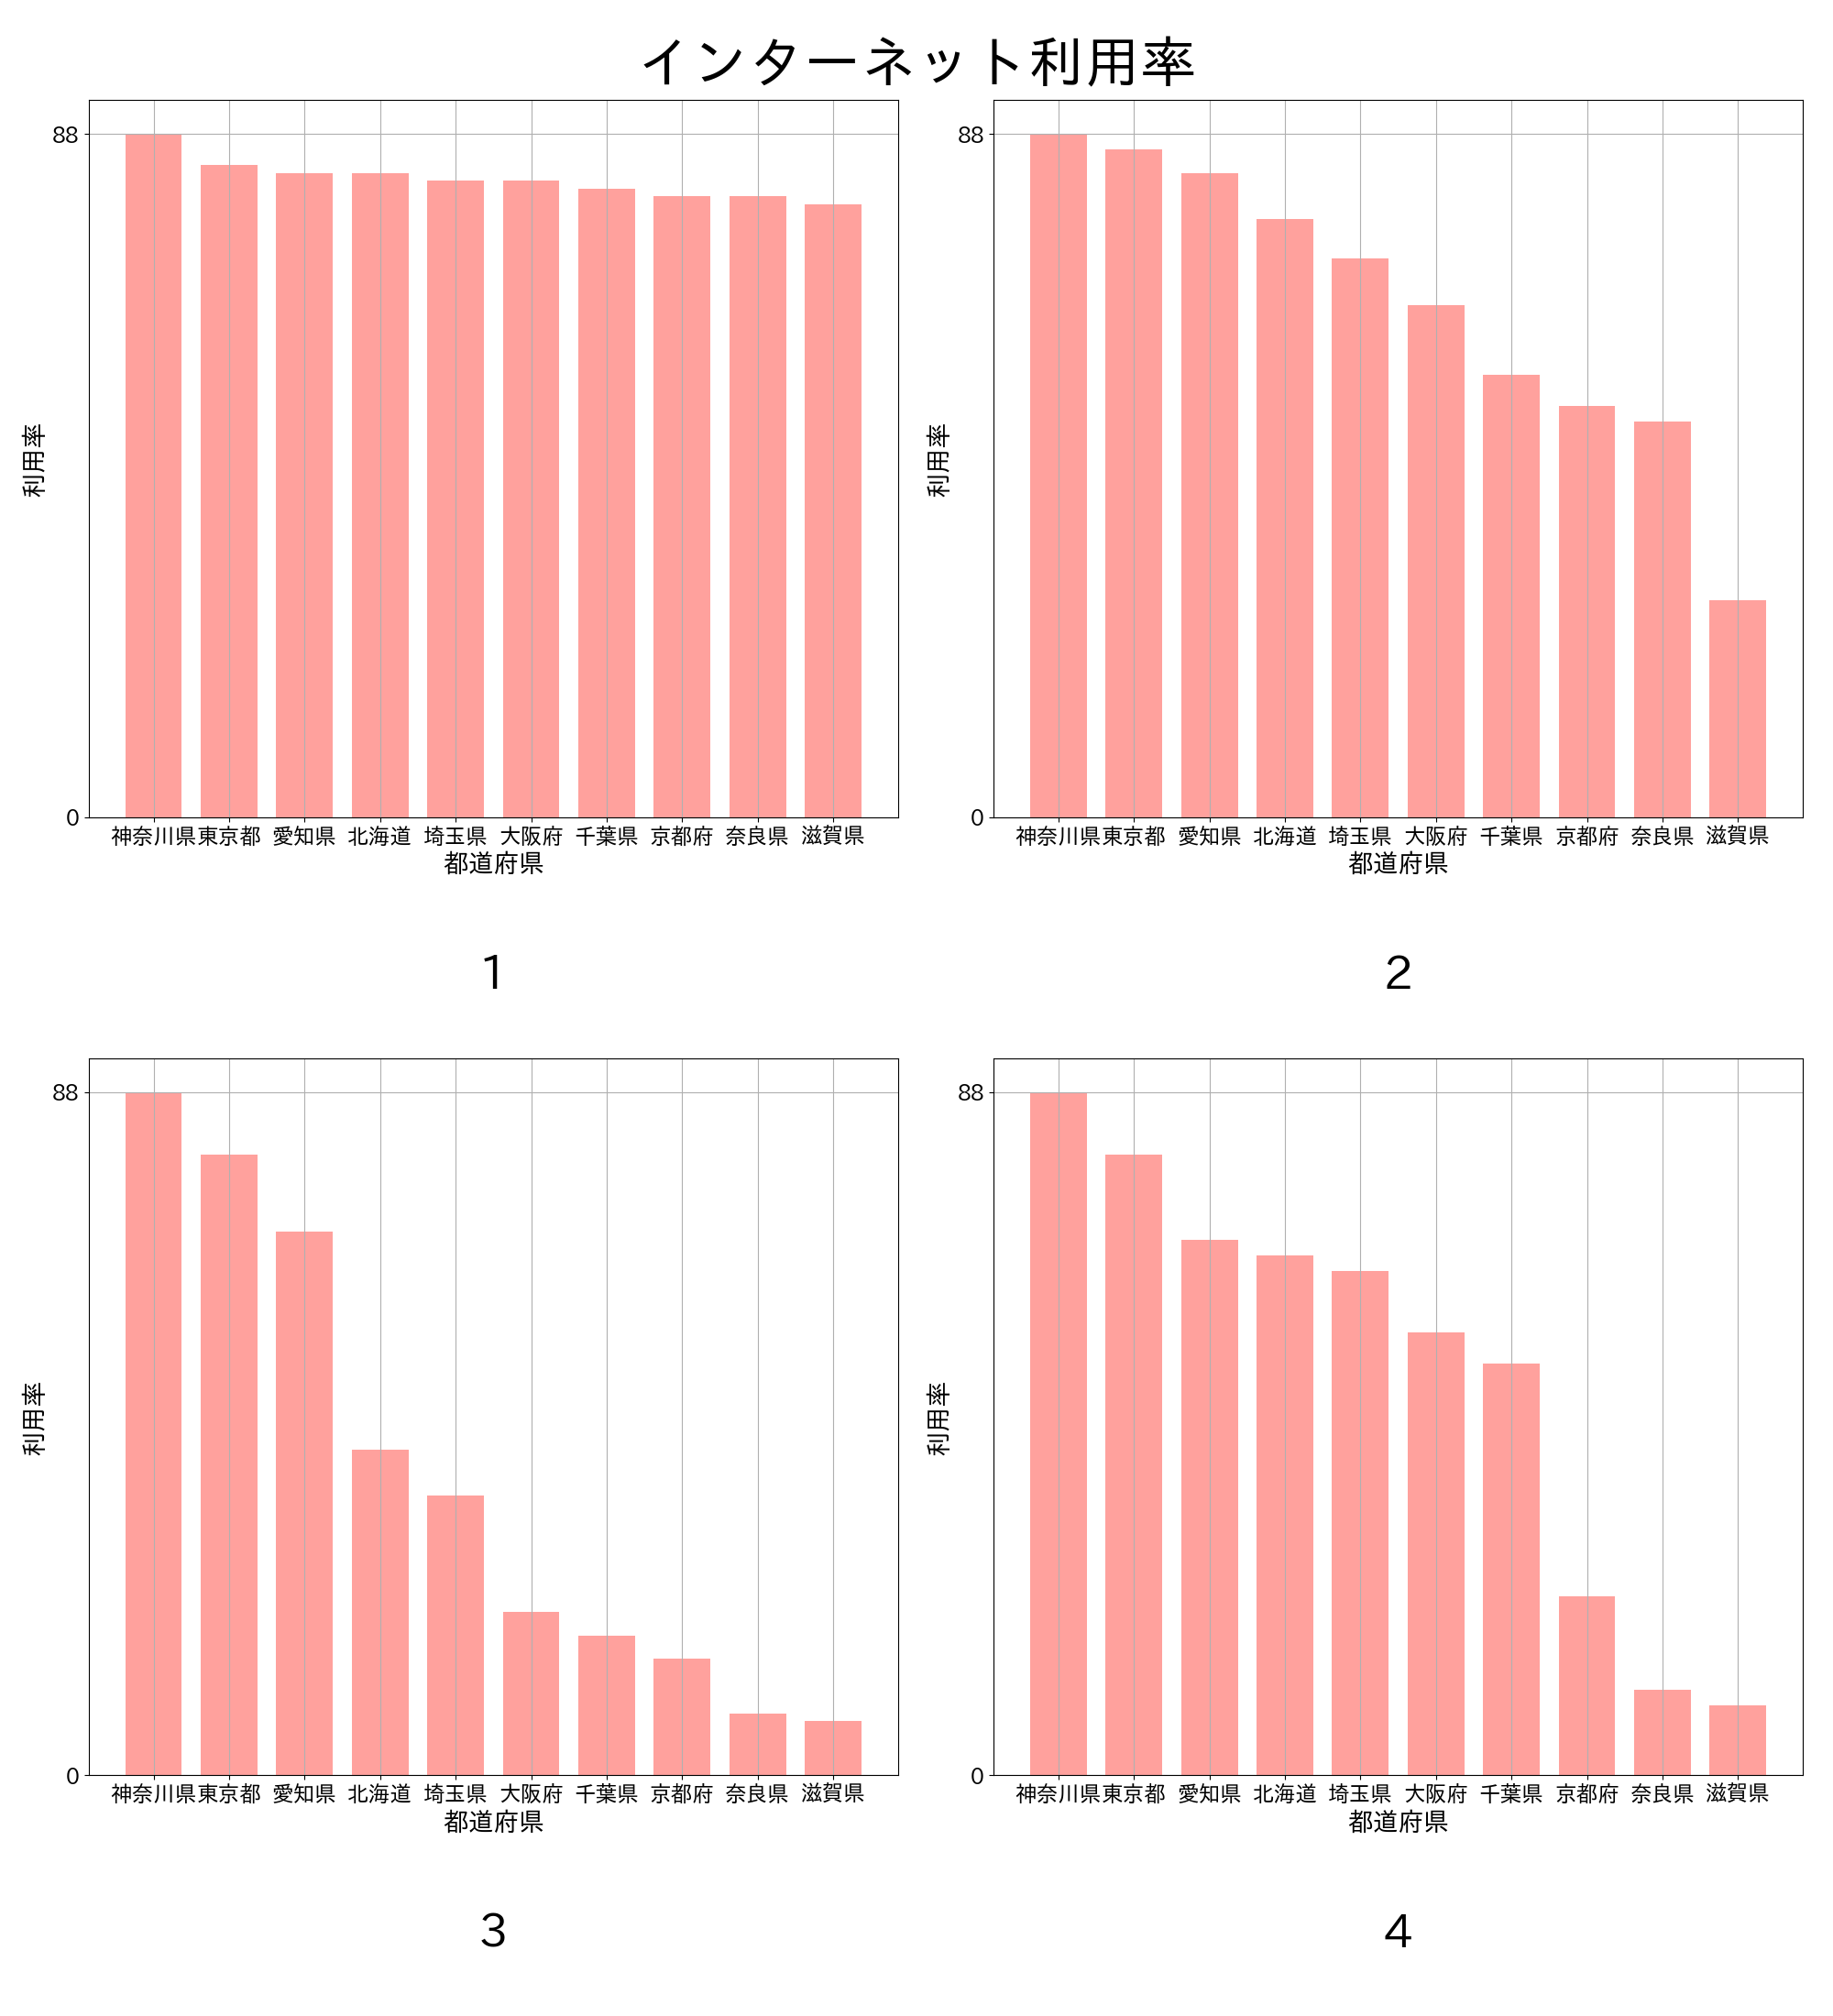 インターネット利用率
88
0
利用率
神奈川県 東京都 愛知県 北海道 埼玉県 大阪府 千葉県 京都府 奈良県 滋賀県
都道府県
1
88
0
利用率
神奈川県 東京都 愛知県 北海道 埼玉県 大阪府 千葉県 京都府 奈良県 滋賀県
都道府県
2
88
0
利用率
神奈川県 東京都 愛知県 北海道 埼玉県 大阪府 千葉県 京都府 奈良県 滋賀県
都道府県
3
88
0
利用率
神奈川県 東京都 愛知県 北海道 埼玉県 大阪府 千葉県 京都府 奈良県 滋賀県
都道府県
4